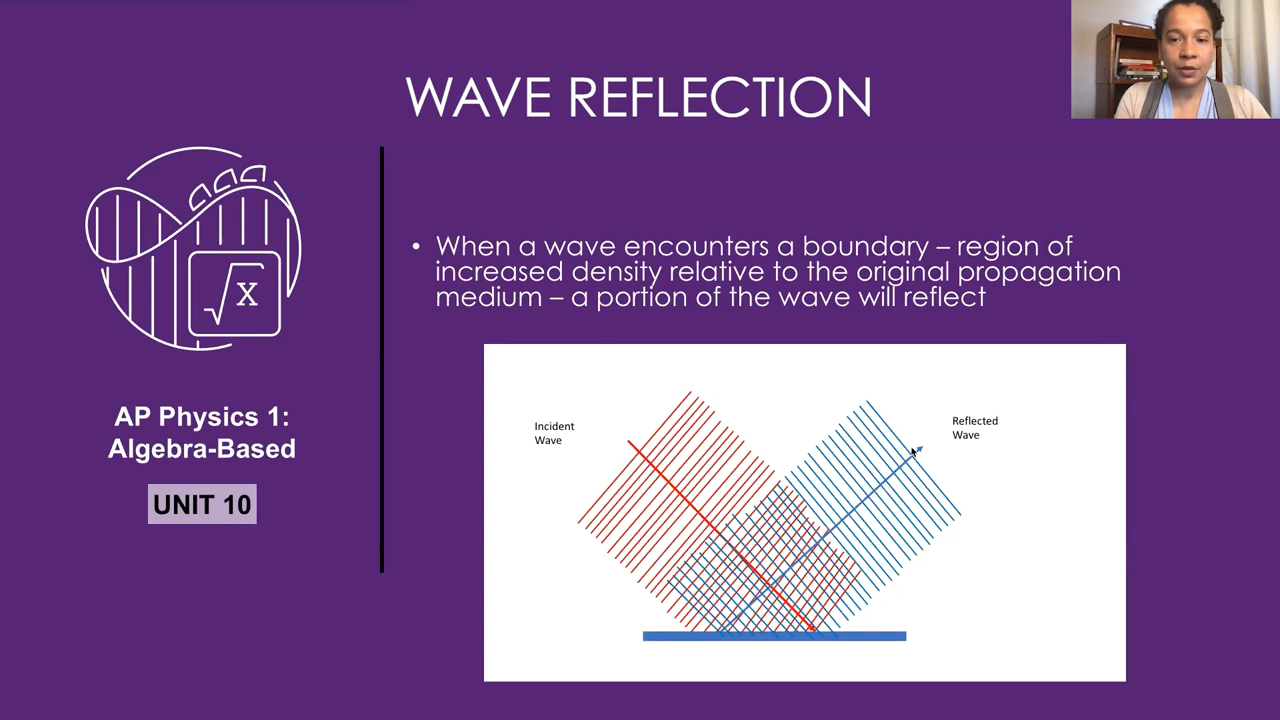 WAVE REFLECTION
√x
AP Physics 1:
Algebra-Based
UNIT 10
• When a wave encounters a boundary – region of
increased density relative to the original propagation
medium – a portion of the wave will reflect
Incident
Wave
Reflected
Wave